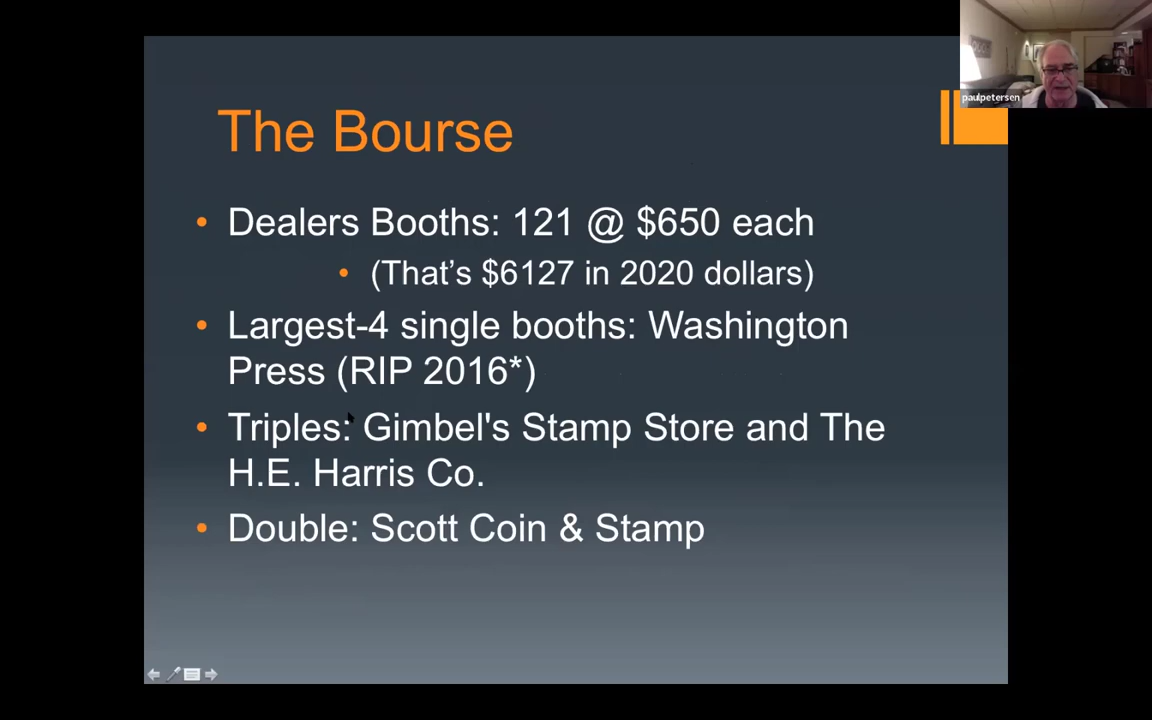 paulpetersen
The Bourse
• Dealers Booths: 121 @ $650 each
• (That’s $6127 in 2020 dollars)
• Largest-4 single booths: Washington
Press (RIP 2016*)
• Triples: Gimbel's Stamp Store and The
H.E. Harris Co.
• Double: Scott Coin & Stamp